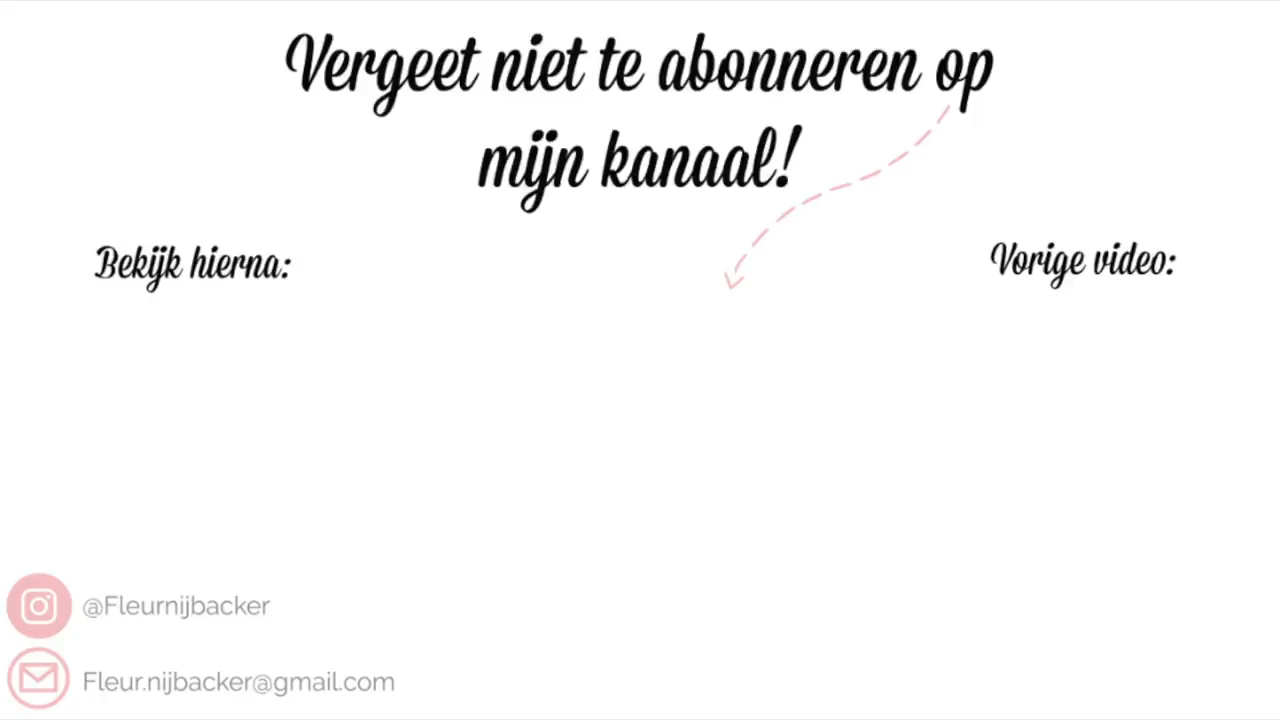 Vergeet niet te abonneren op
mijn kanaal!
Bekijk hierna:
Vorige video:
@Fleurnijbacker
Fleur.nijbacker@gmail.com